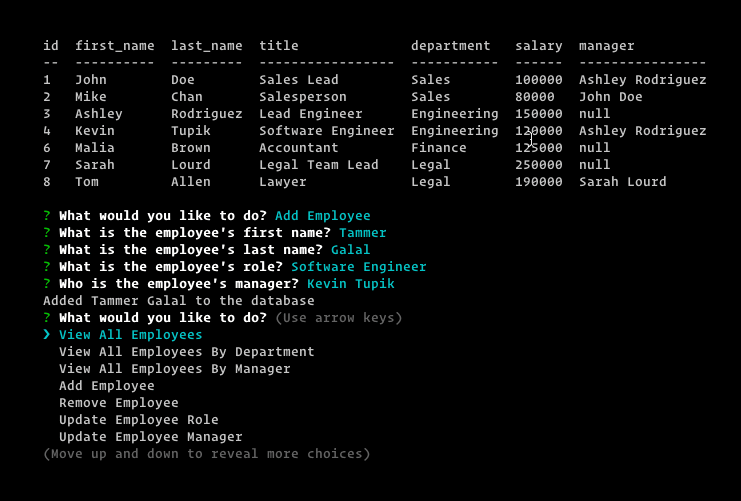 id  first_name  last_name  title              department   salary  manager
--  ----------  ---------  -----------------  -----------  ------  ----------------
1   John        Doe        Sales Lead         Sales        100000  Ashley Rodriguez
2   Mike        Chan       Salesperson        Sales        80000   John Doe
3   Ashley      Rodriguez  Lead Engineer      Engineering  150000  null
4   Kevin       Tupik      Software Engineer  Engineering  120000  Ashley Rodriguez
6   Malia       Brown      Accountant         Finance      125000  null
7   Sarah       Lourd      Legal Team Lead    Legal        250000  null
8   Tom         Allen      Lawyer             Legal        190000  Sarah Lourd
? What would you like to do? Add Employee
? What is the employee's first name? Tammer
? What is the employee's last name? Galal
? What is the employee's role? Software Engineer
? Who is the employee's manager? Kevin Tupik
Added Tammer Galal to the database
? What would you like to do? (Use arrow keys)
❯ View All Employees
  View All Employees By Department
  View All Employees By Manager
  Add Employee
  Remove Employee
  Update Employee Role
  Update Employee Manager
(Move up and down to reveal more choices)